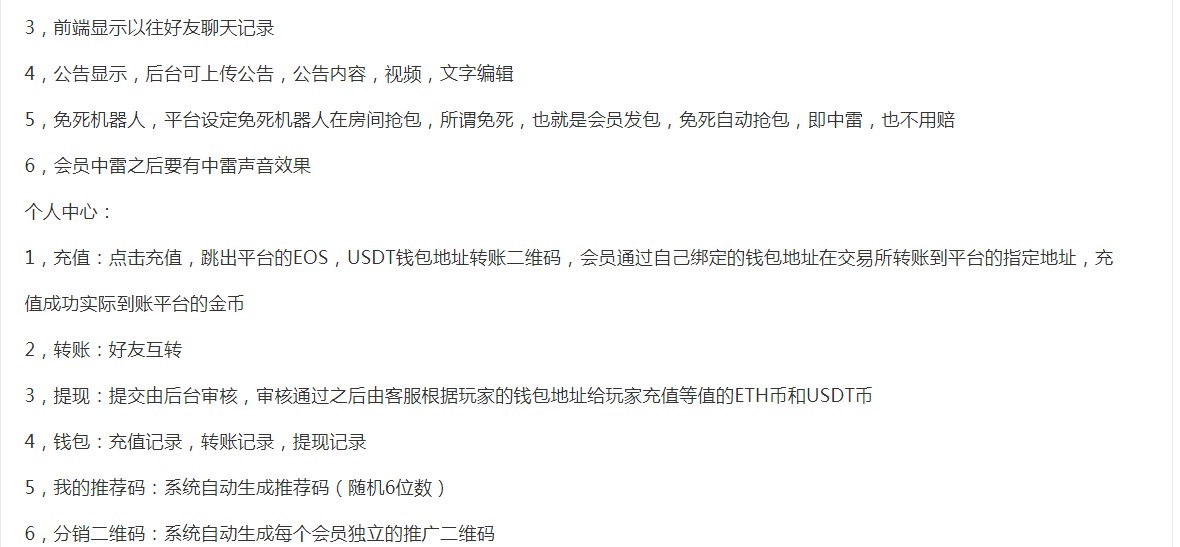 3，前端显示以往好友聊天记录
4，公告显示，后台可上传公告，公告内容，视频，文字编辑
5，免死机器人，平台设定免死机器人在房间抢包，所谓免死，也就是会员发包，免死自动抢包，即中雷，也不用赔
6，会员中雷之后要有中雷声音效果
个人中心：
1，充值：点击充值，跳出平台的EOS，USDT钱包地址转账二维码，会员通过自己绑定的钱包地址在交易所转账到平台的指定地址，充
值成功实际到账平台的金币
2，转账：好友互转
3，提现：提交由后台审核，审核通过之后由客服根据玩家的钱包地址给玩家充值等值的ETH币和USDT币
4，钱包：充值记录，转账记录，提现记录
5，我的推荐码：系统自动生成推荐码（随机6位数）
6，分销二维码：系统自动生成每个会员独立的推广二维码